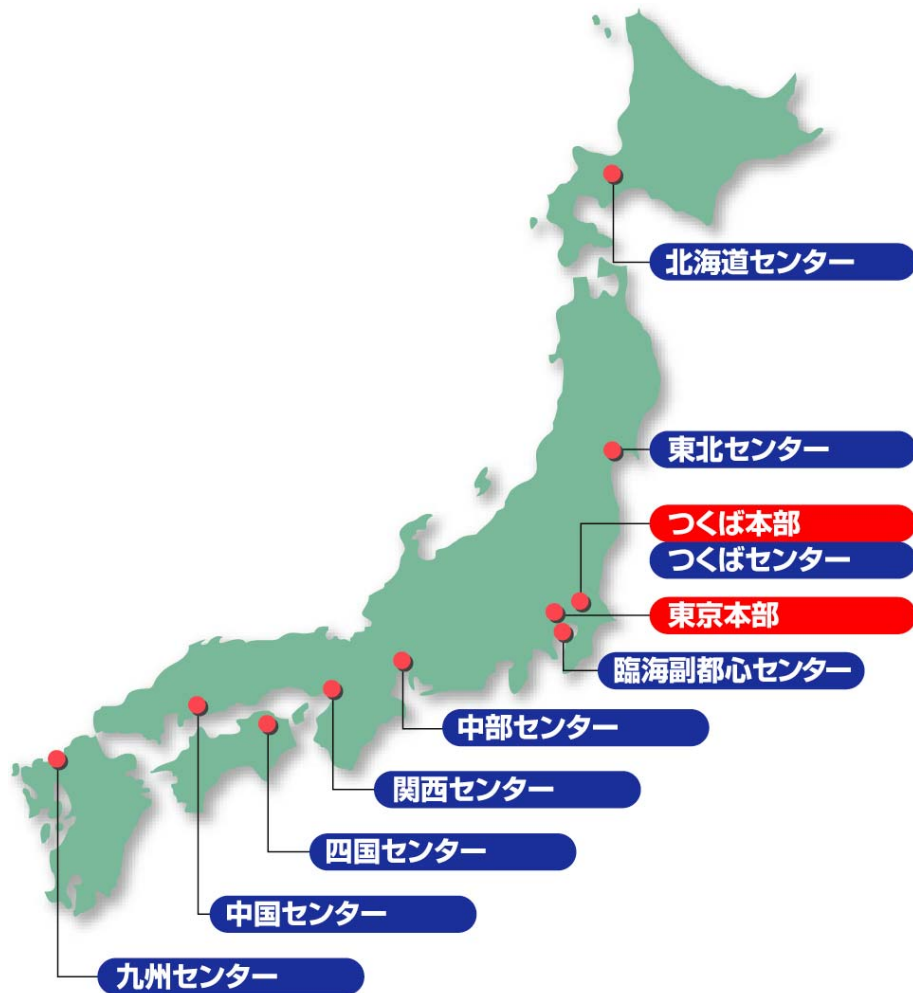 北海道センター
東北センター
つくば本部
つくばセンター
東京本部
臨海副都心センター
中部センター
関西センター
四国センター
中国センター
九州センター